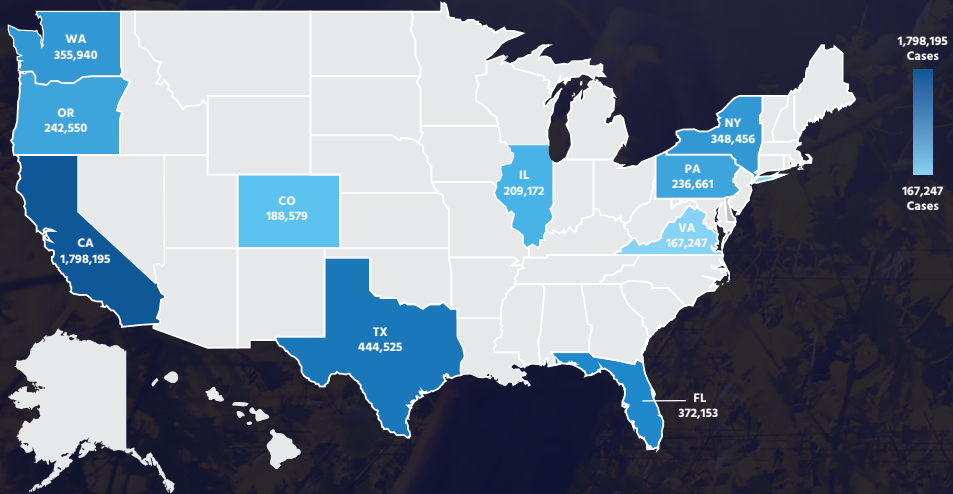 WA
355,940
OR
242,550
CA
1,798,195
CO
188,579
TX
444,525
IL
209,172
NY
348,456
PA
236,661
VA
167,247
FL
372,153
1,798,195
Cases
167,247
Cases